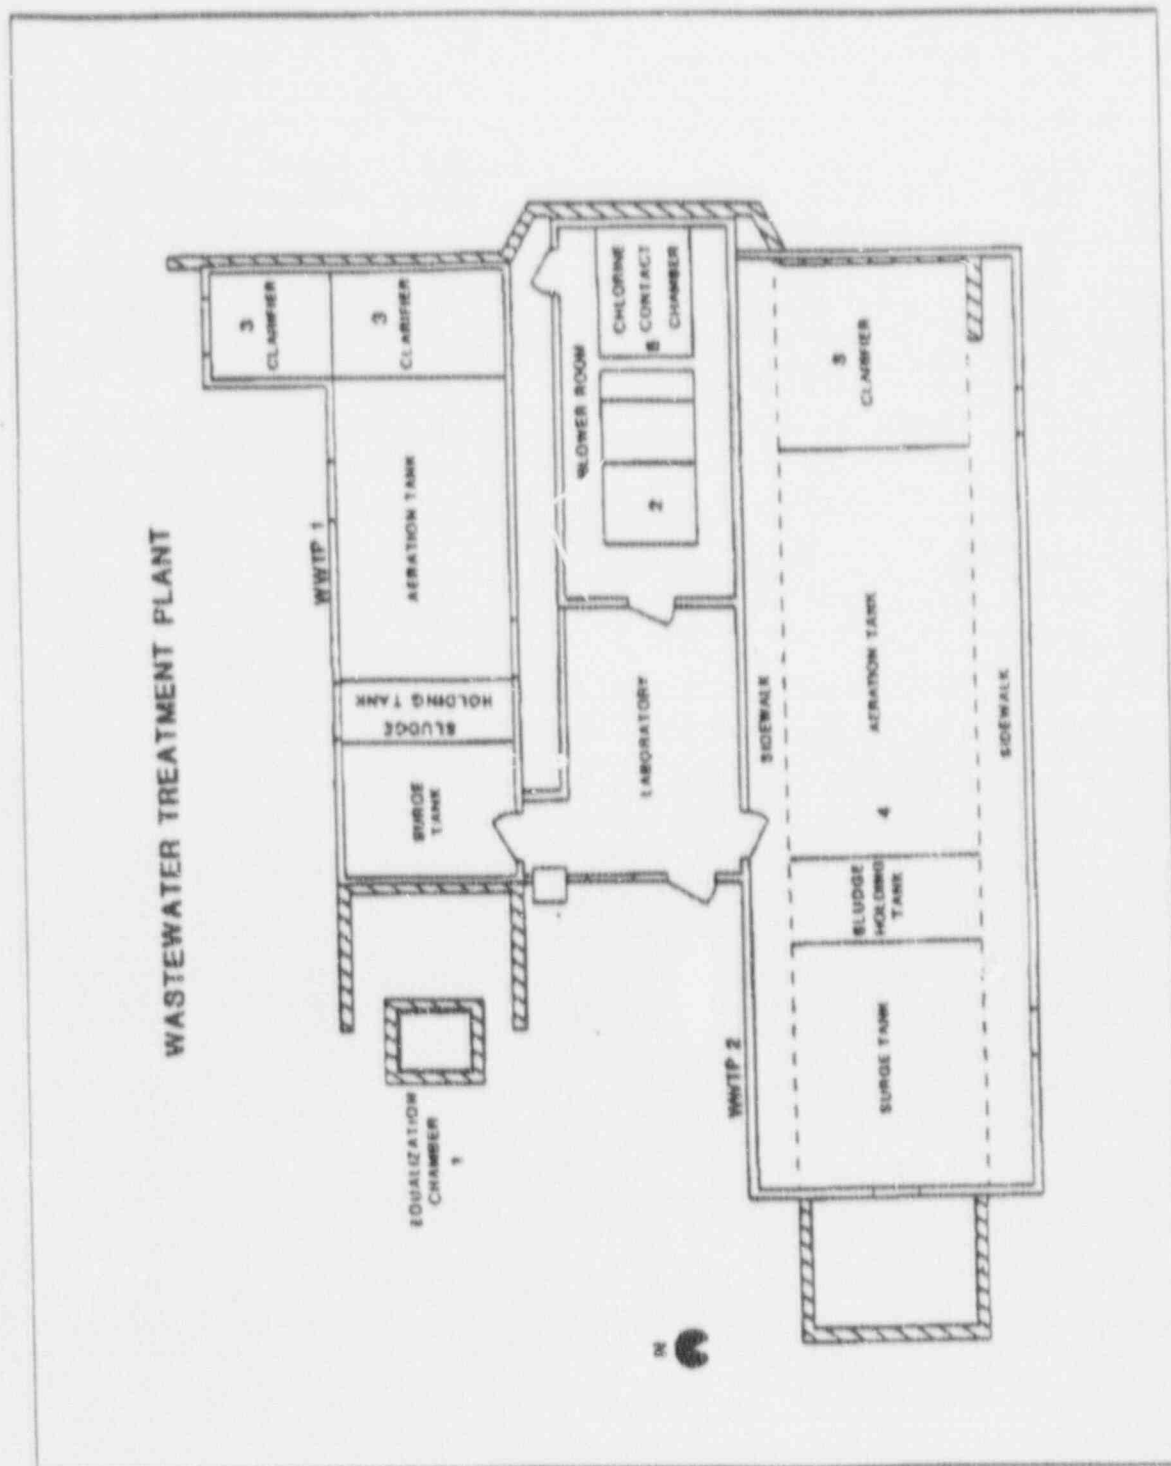 WASTEWATER TREATMENT PLANT
WWTP 1
3
CLARIFIER
3
CLARIFIER
AERATION TANK
SLUDGE
HOLDING TANK
SURGE
TANK
EQUALIZATION
CHAMBER
1
BLOWER ROOM
CHLORINE
CONTACT
CHAMBER
2
LABORATORY
WWTP 2
SIDEWALK
CLARIFIER
AERATION TANK
4
SLUDGE
HOLDING
TANK
SURGE TANK
SIDEWALK
N